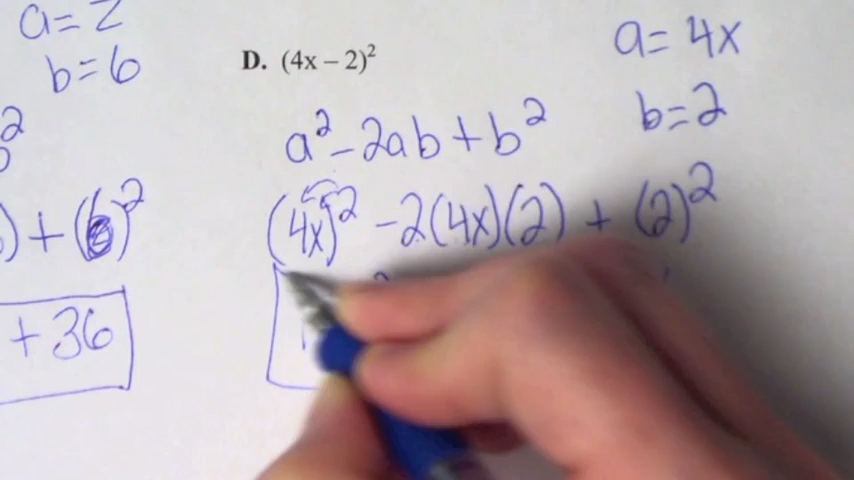 a=2
b=6
D. (4x – 2)²
a=4x
b=2
a²-2ab+b²
2
) + (6)²
(4x)² -2(4x)(2) + (2)²
+36